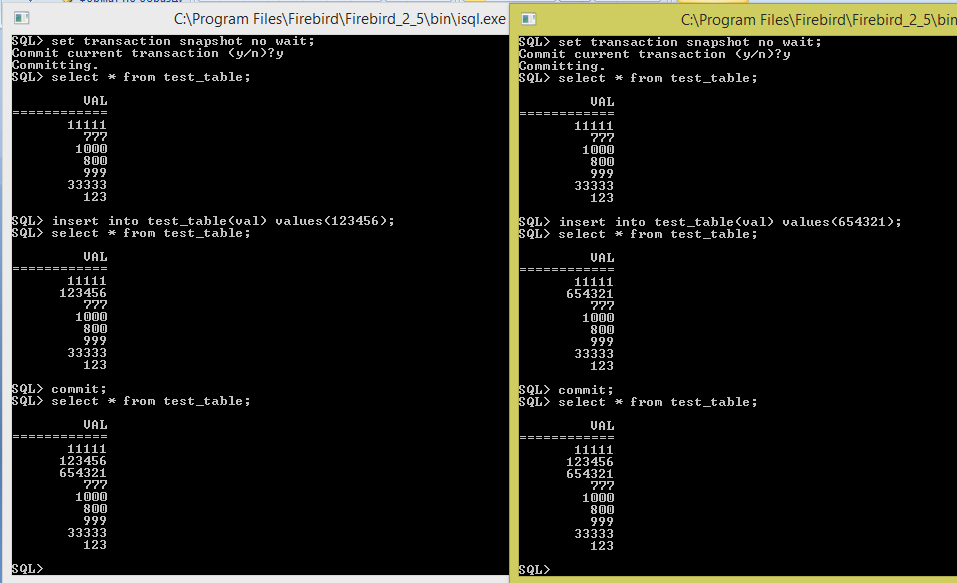 C:\Program Files\Firebird\Firebird_2_5\bin\isql.exe
SQL> set transaction snapshot no wait;
Commit current transaction (y/n)?y
Committing.
SQL> select * from test_table;
VAL
============
11111
777
1000
800
999
33333
123
SQL> insert into test_table(val) values(123456);
SQL> select * from test_table;
VAL
============
11111
123456
777
1000
800
999
33333
123
SQL> commit;
SQL> select * from test_table;
VAL
============
11111
123456
654321
777
1000
800
999
33333
123
SQL>
C:\Program Files\Firebird\Firebird_2_5\bin
SQL> set transaction snapshot no wait;
Commit current transaction (y/n)?y
Committing.
SQL> select * from test_table;
VAL
============
11111
777
1000
800
999
33333
123
SQL> insert into test_table(val) values(654321);
SQL> select * from test_table;
VAL
============
11111
654321
777
1000
800
999
33333
123
SQL> commit;
SQL> select * from test_table;
VAL
============
11111
123456
654321
777
1000
800
999
33333
123
SQL>